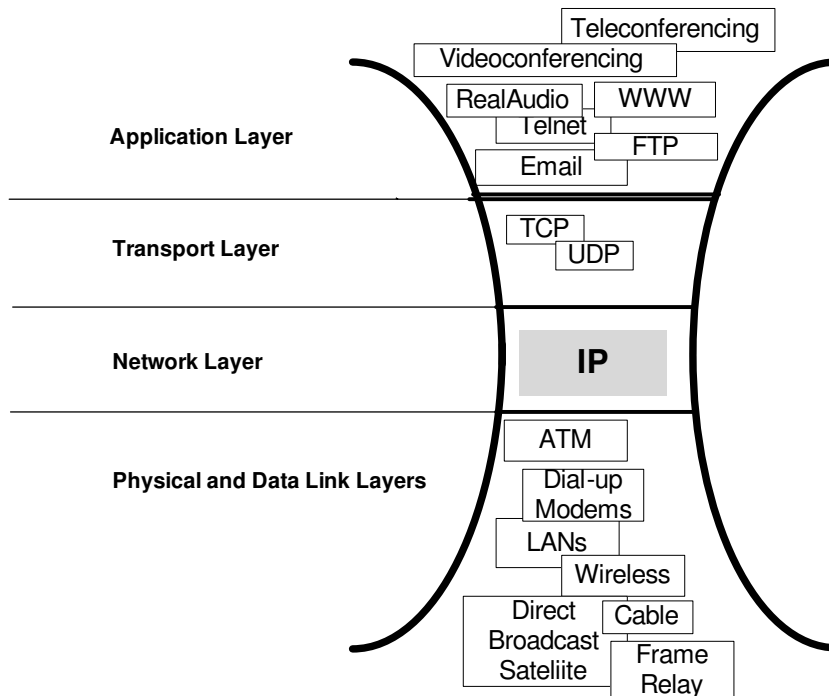 Teleconferencing
Videoconferencing
RealAudio
WWW
Telnet
FTP
Email
Application Layer
TCP
UDP
Transport Layer
IP
Network Layer
ATM
Physical and Data Link Layers
Dial-up
Modems
LANs
Wireless
Direct
Broadcast
Sateliite
Cable
Frame
Relay